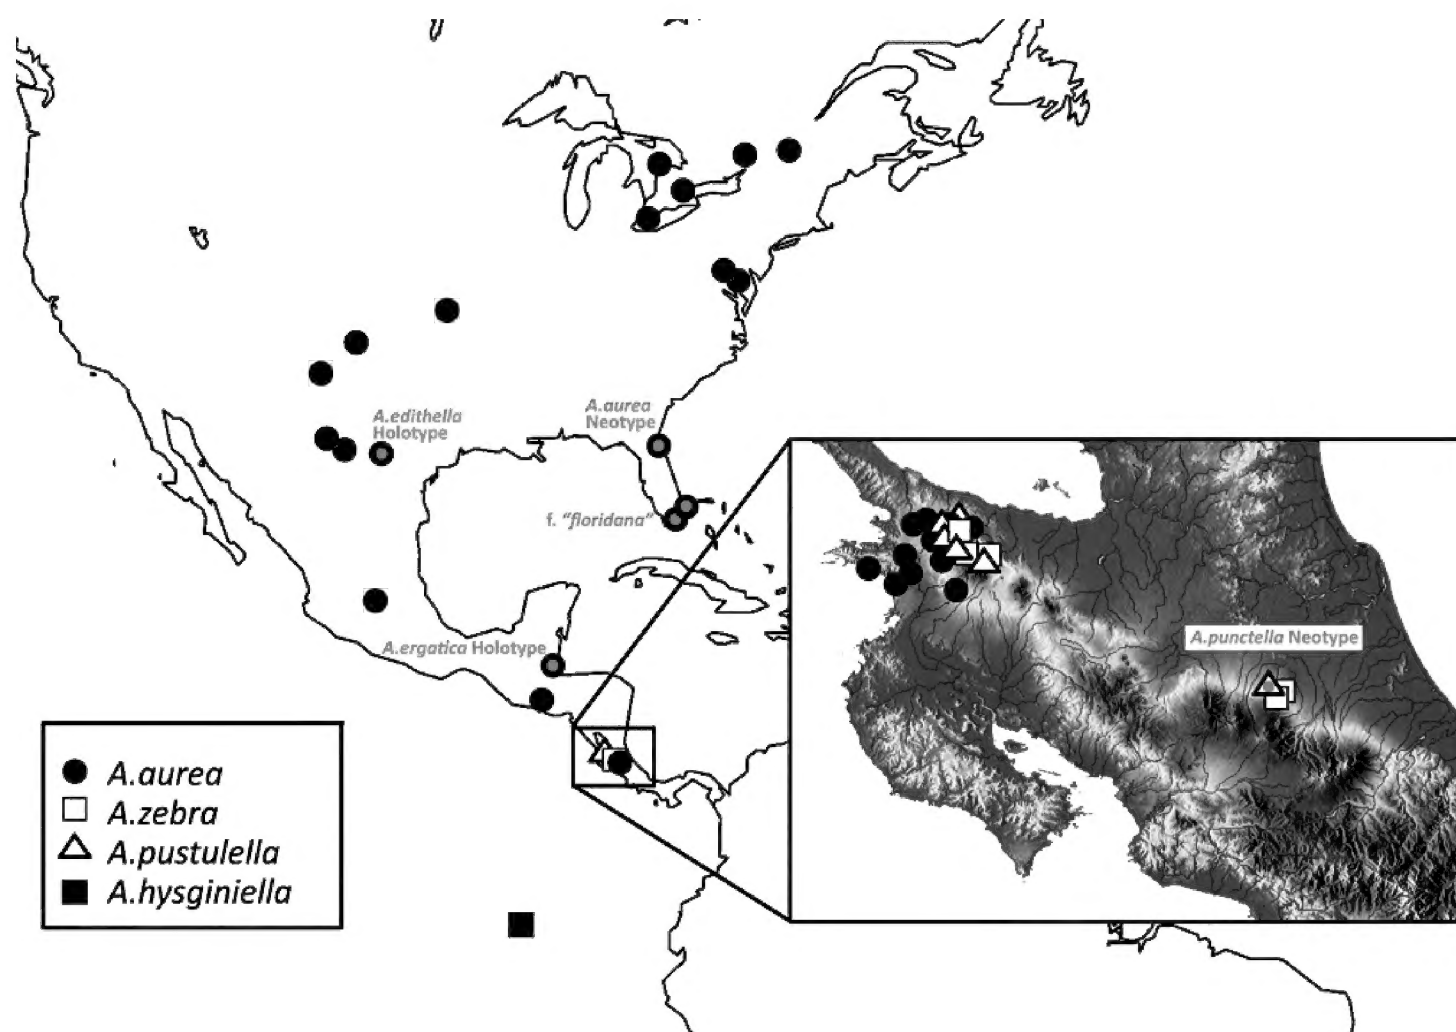 A.edithella
Holotype
A.aurea
Neotype
f. "floridana"
A.ergatica Holotype
A.punctella Neotype
A.aurea
A.zebra
A.pustulella
A.hysginiella